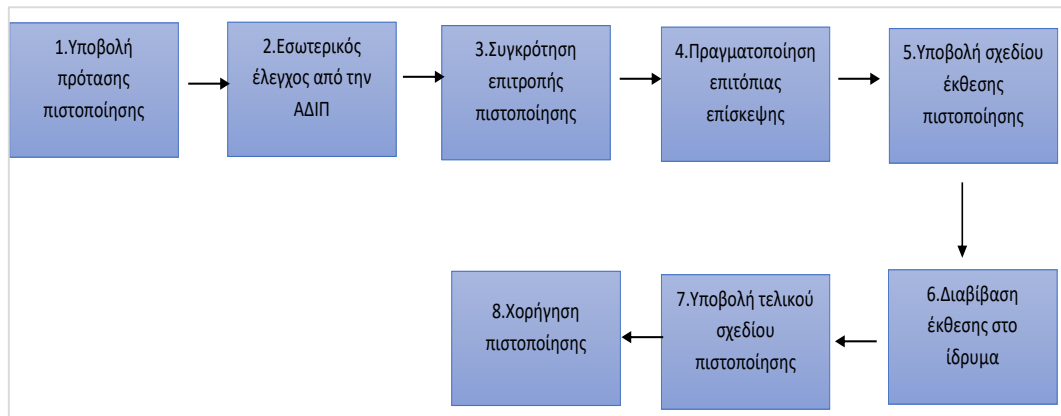 1.Υποβολή
πρότασης
πιστοποίησης
2.Εσωτερικός
έλεγχος από την
ΑΔΙΠ
3.Συγκρότηση
επιτροπής
πιστοποίησης
4.Πραγματοποίηση
επιτόπιας
επίσκεψης
5.Υποβολή σχεδίου
έκθεσης
πιστοποίησης
6.Διαβίβαση
έκθεσης στο
ίδρυμα
7.Υποβολή τελικού
σχεδίου
πιστοποίησης
8.Χορήγηση
πιστοποίησης